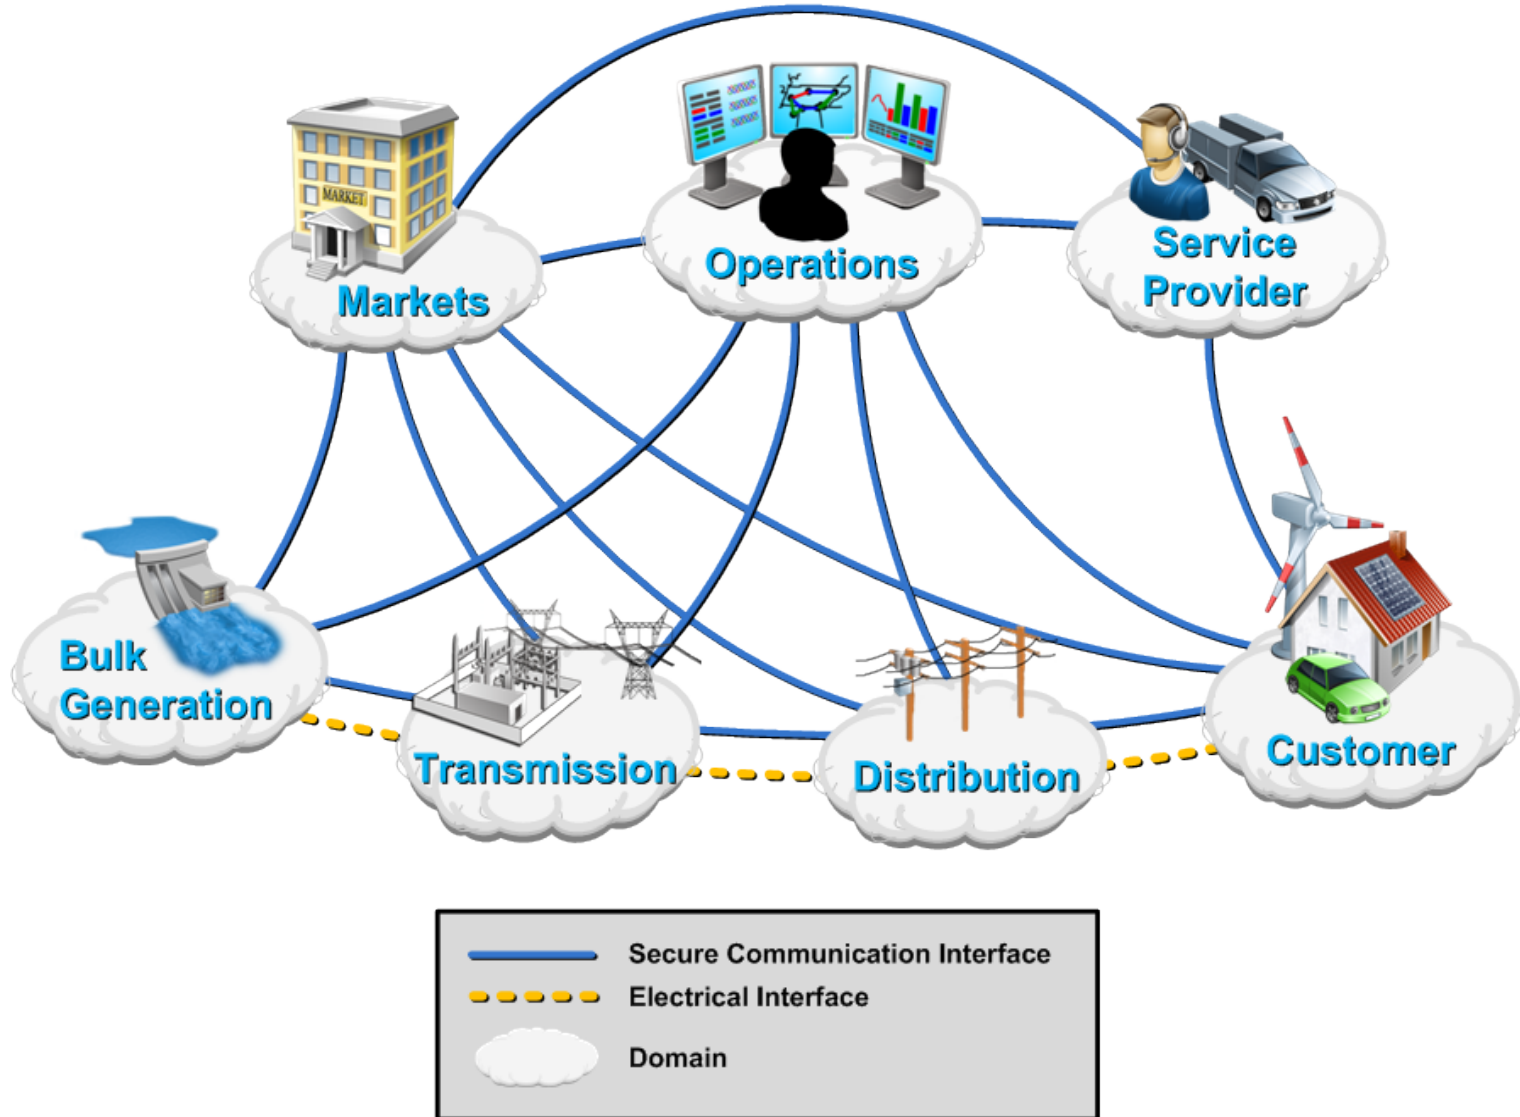 MARKET
Markets
Operations
Service
Provider
Bulk
Generation
Transmission
Distribution
Customer
Secure Communication Interface
Electrical Interface
Domain